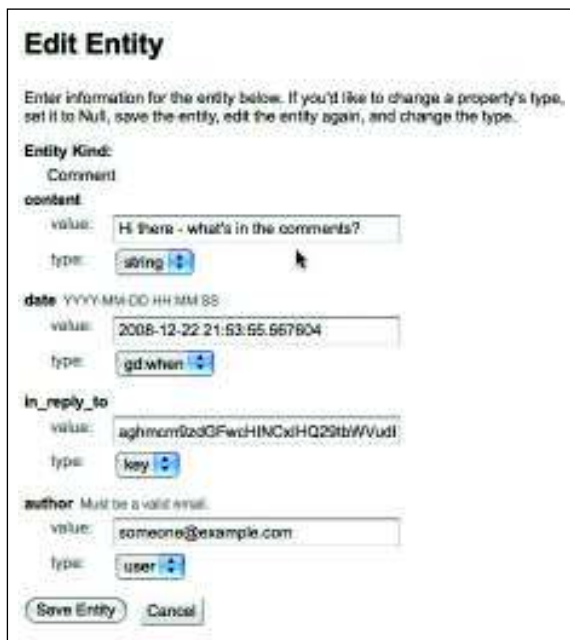 Edit Entity
Enter information for the entity below. If you'd like to change a property's type,
set it to Null, save the entity, edit the entity again, and change the type.
Entity Kind:
Comment
content
value: Hi there - what's in the comments?
type: string
date YYYY-MM-DD HH:MM:SS
value: 2008-12-22 21:53:55.567604
type: gd:when
in_reply_to
value:
type: key
author Must be a valid email.
value: someone@example.com
type: user
Save Entity Cancel